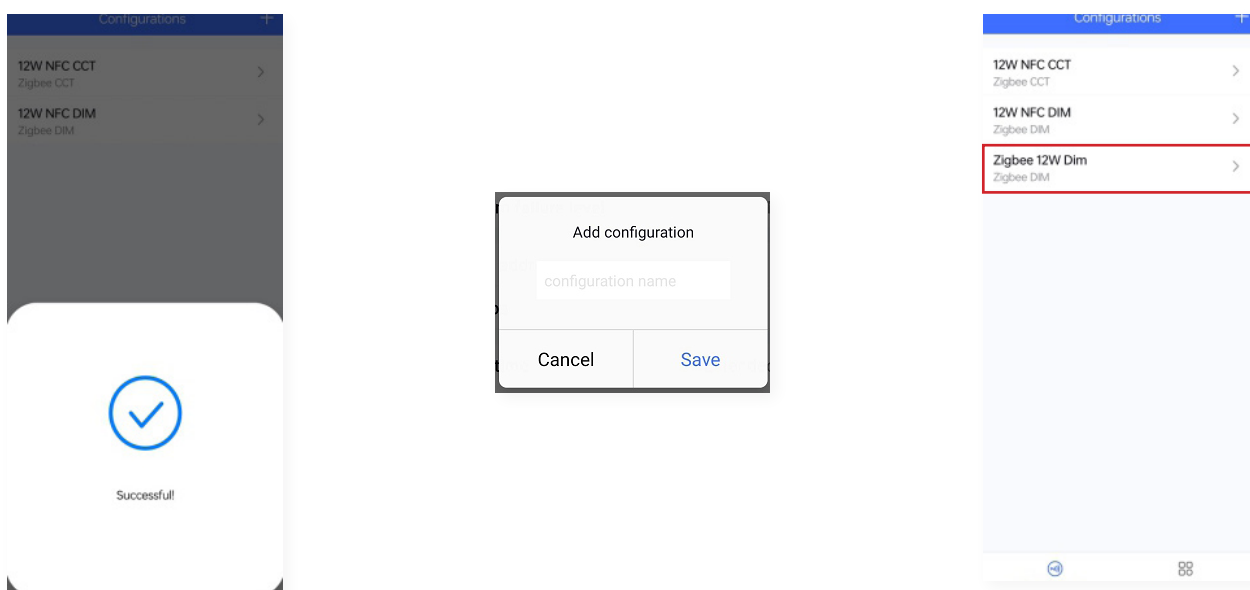 Configurations
12W NFC CCT
Zigbee CCT
12W NFC DIM
Zigbee DIM
Successful!
Add configuration
configuration name
Cancel
Save
Configurations
12W NFC CCT
Zigbee CCT
12W NFC DIM
Zigbee DIM
Zigbee 12W Dim
Zigbee DIM